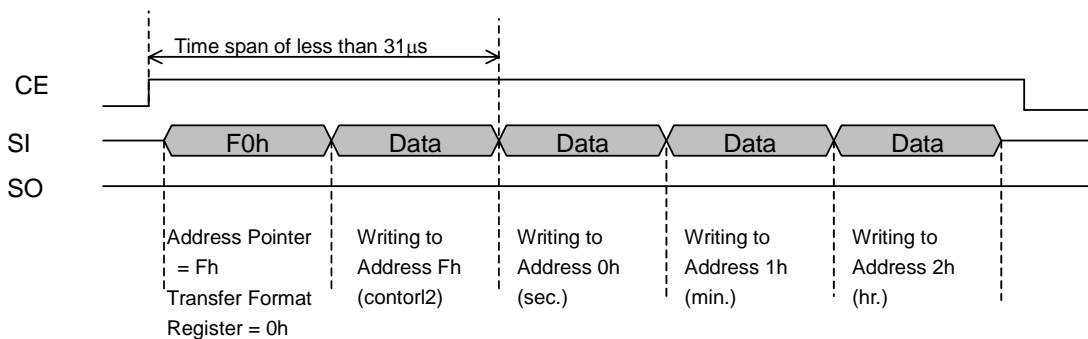 Time span of less than 31µs
CE
SI
F0h
Data
Data
Data
Data
SO
Address Pointer
= Fh
Transfer Format
Register = 0h
Writing to
Address Fh
(contorl2)
Writing to
Address 0h
(sec.)
Writing to
Address 1h
(min.)
Writing to
Address 2h
(hr.)